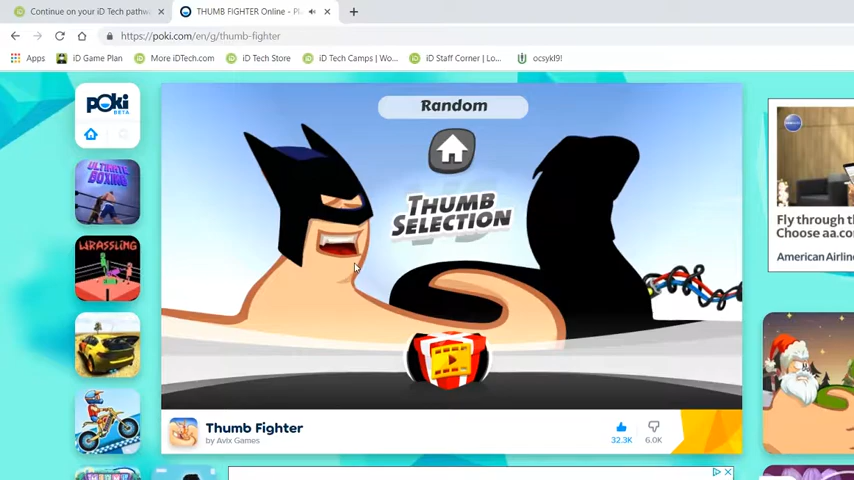 Continue on your iD Tech pathwa
THUMB FIGHTER Online - Pl
https://poki.com/en/g/thumb-fighter
Apps
iD Game Plan
More iDTech.com
iD Tech Store
iD Tech Camps | Wo...
iD Staff Corner | Lo...
ocsykl9!
poki
BETA
Random
THUMB
SELECTION
ULTIMATE
BOXING
WRASSLING
Fly through th
Choose aa.co
American Airline
Thumb Fighter
by Avix Games
32.3K
6.0K